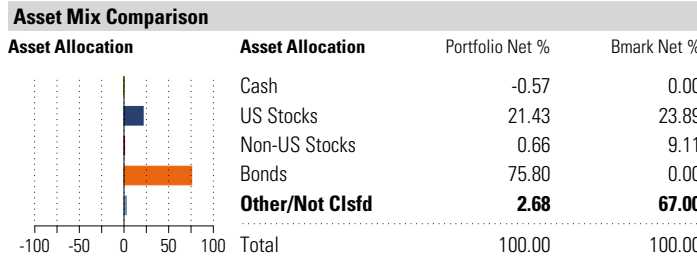 Asset Mix Comparison
Asset Allocation Asset Allocation Portfolio Net % Bmark Net %
Cash -0.57 0.00
US Stocks 21.43 23.89
Non-US Stocks 0.66 9.11
Bonds 75.80 0.00
Other/Not Clsfd 2.68 67.00
-100 -50 0 50 100 Total 100.00 100.00